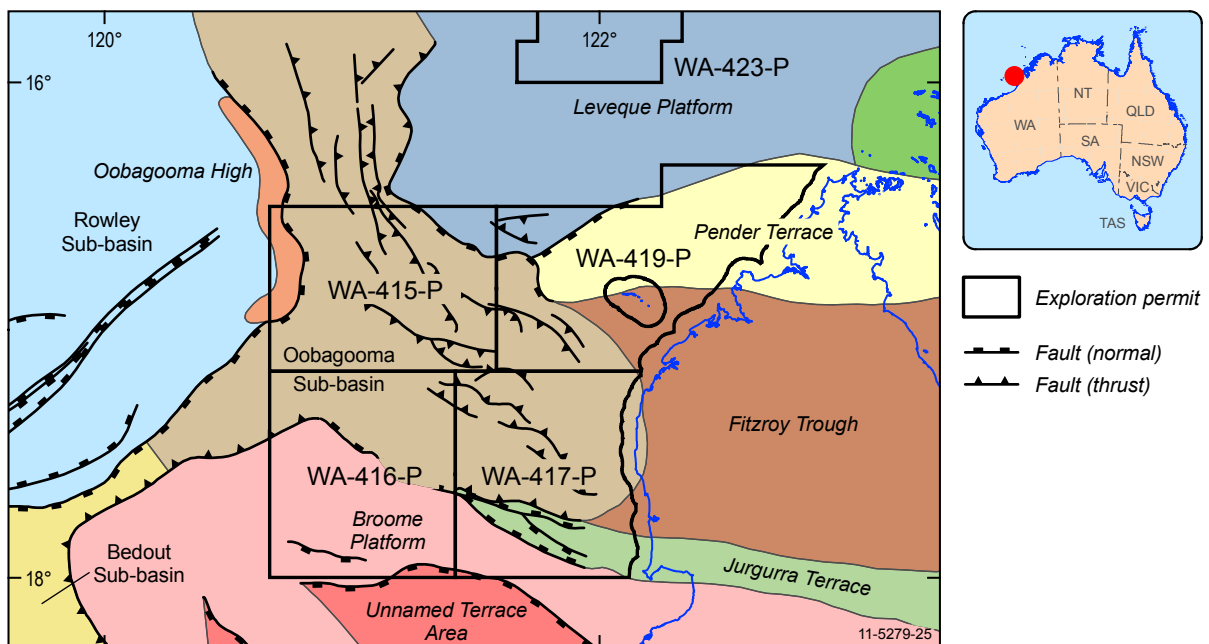 120°
122°
16°
18°
WA-423-P
Leveque Platform
Oobagooma High
Rowley
Sub-basin
Pender Terrace
WA-419-P
WA-415-P
Oobagooma
Sub-basin
Fitzroy Trough
WA-416-P
WA-417-P
Broome
Platform
Bedout
Sub-basin
Jurgurra Terrace
Unnamed Terrace
Area
11-5279-25
NT
QLD
WA
SA
NSW
VIC
TAS
Exploration permit
Fault (normal)
Fault (thrust)